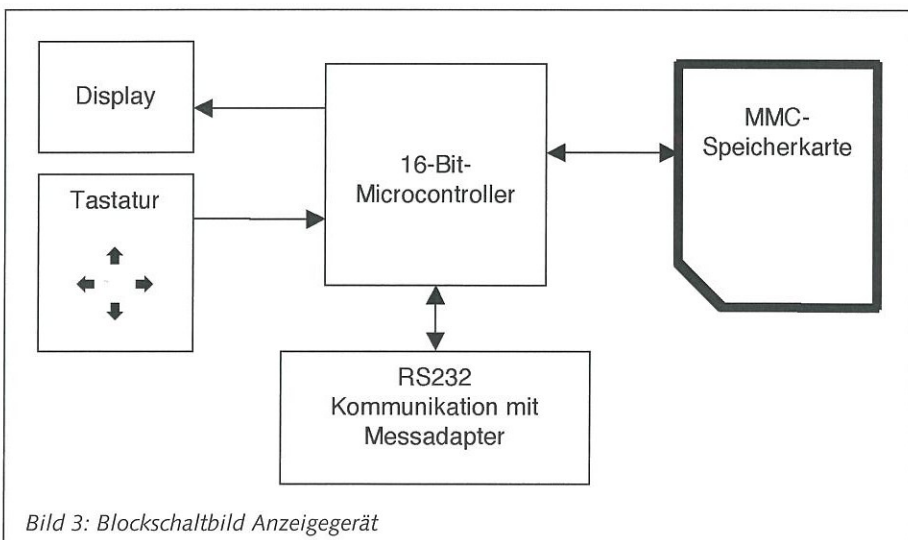 Display
Tastatur
16-Bit-
Microcontroller
MMC-
Speicherkarte
RS232
Kommunikation mit
Messadapter
Bild 3: Blockschaltbild Anzeigegerät